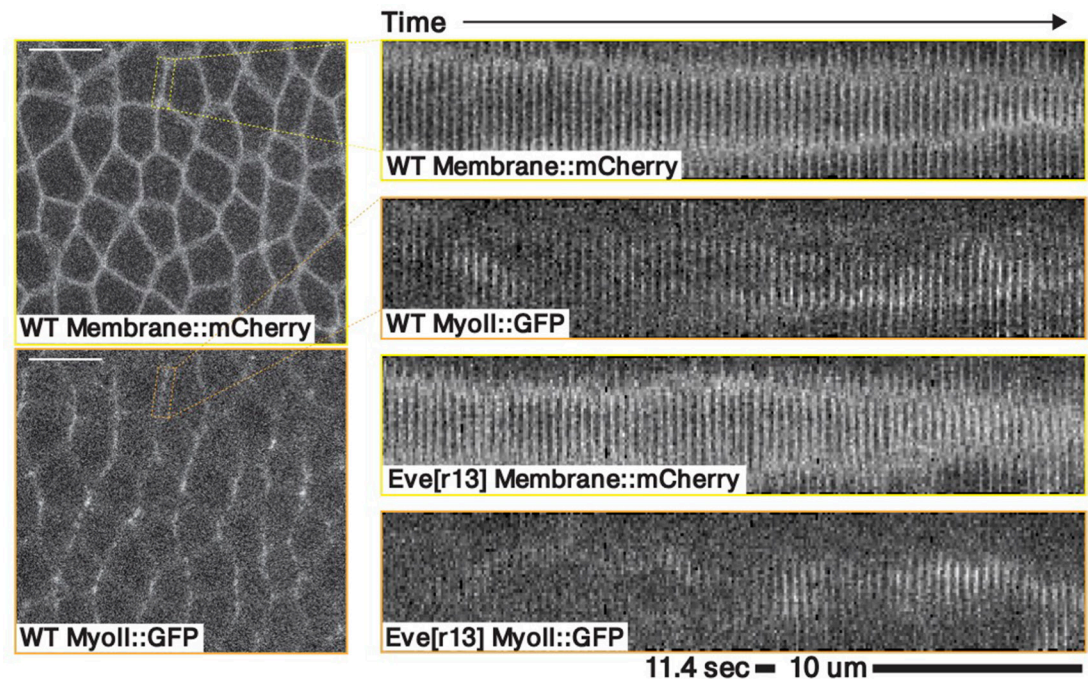 Time
WT Membrane::mCherry
WT Membrane::mCherry
WT MyoII::GFP
WT MyoII::GFP
Eve[r13] Membrane::mCherry
Eve[r13] MyoII::GFP
11.4 sec 10 um